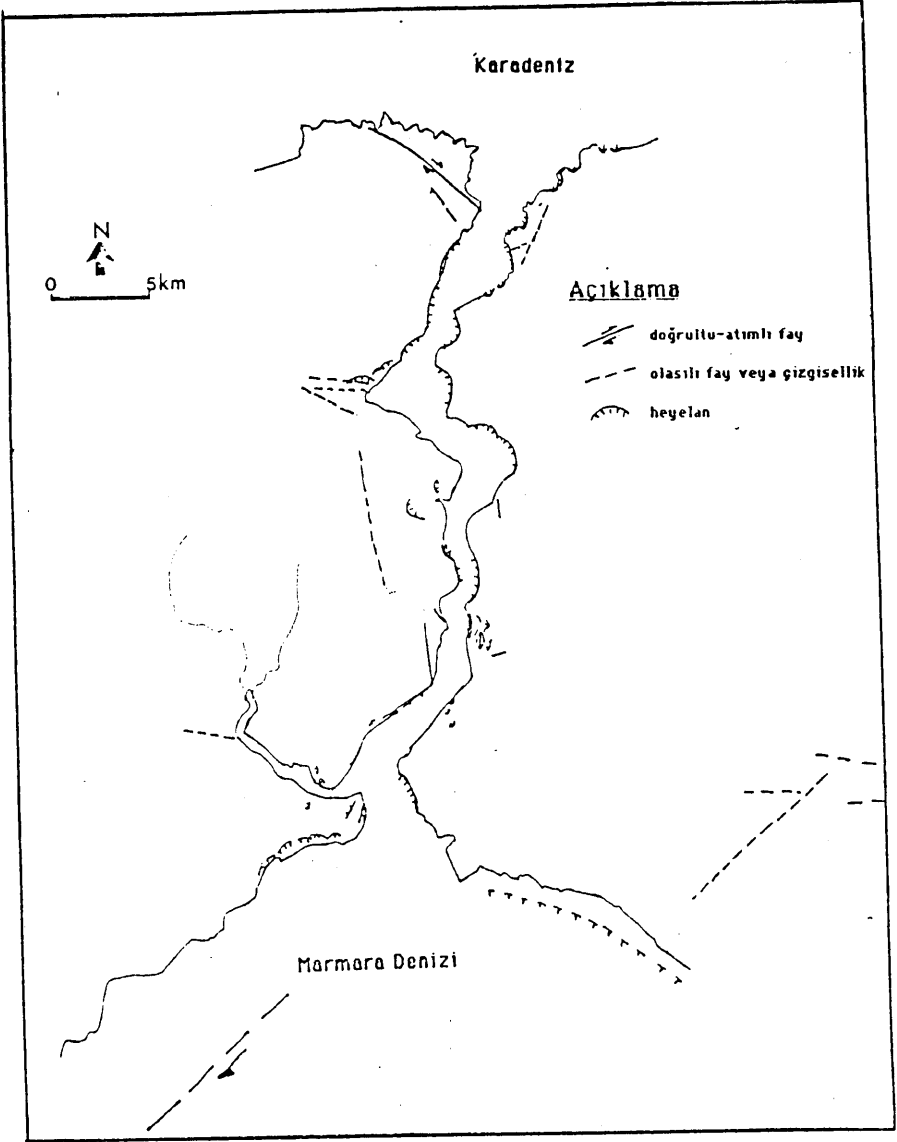 Karadeniz
N
0 5km
Açıklama
doğrultu-atımlı fay
olasılı fay veya çizgisellik
heyelan
Marmara Denizi